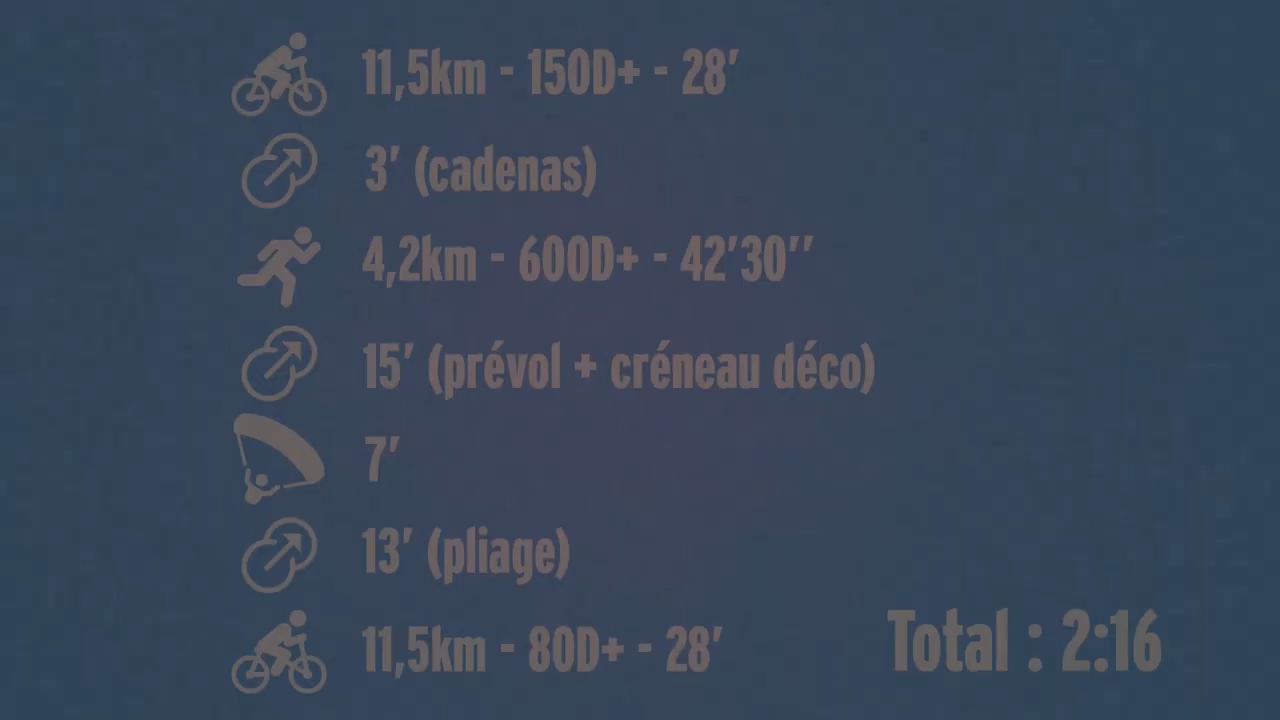 11,5km - 150D+ - 28’
3’ (cadenas)
4,2km - 600D+ - 42’30’’
15’ (prévol + créneau déco)
7’
13’ (pliage)
11,5km - 80D+ - 28’
Total : 2:16